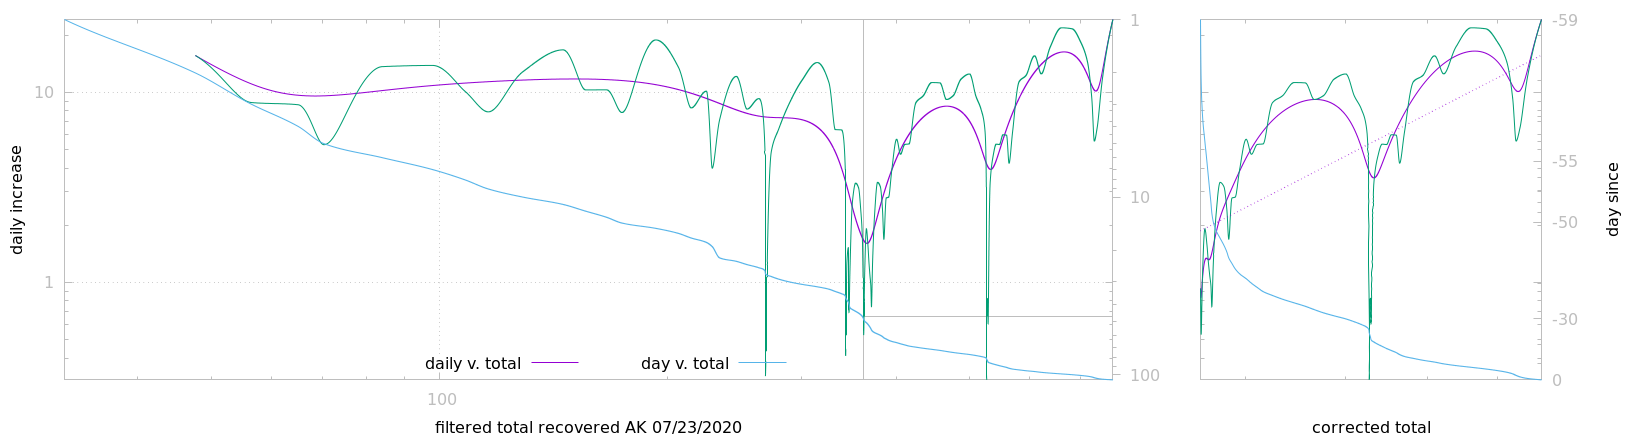 daily increase
10
1
daily v. total
day v. total
100
filtered total recovered AK 07/23/2020
1
10
100
corrected total
-59
-55
-50
-30
0
day since